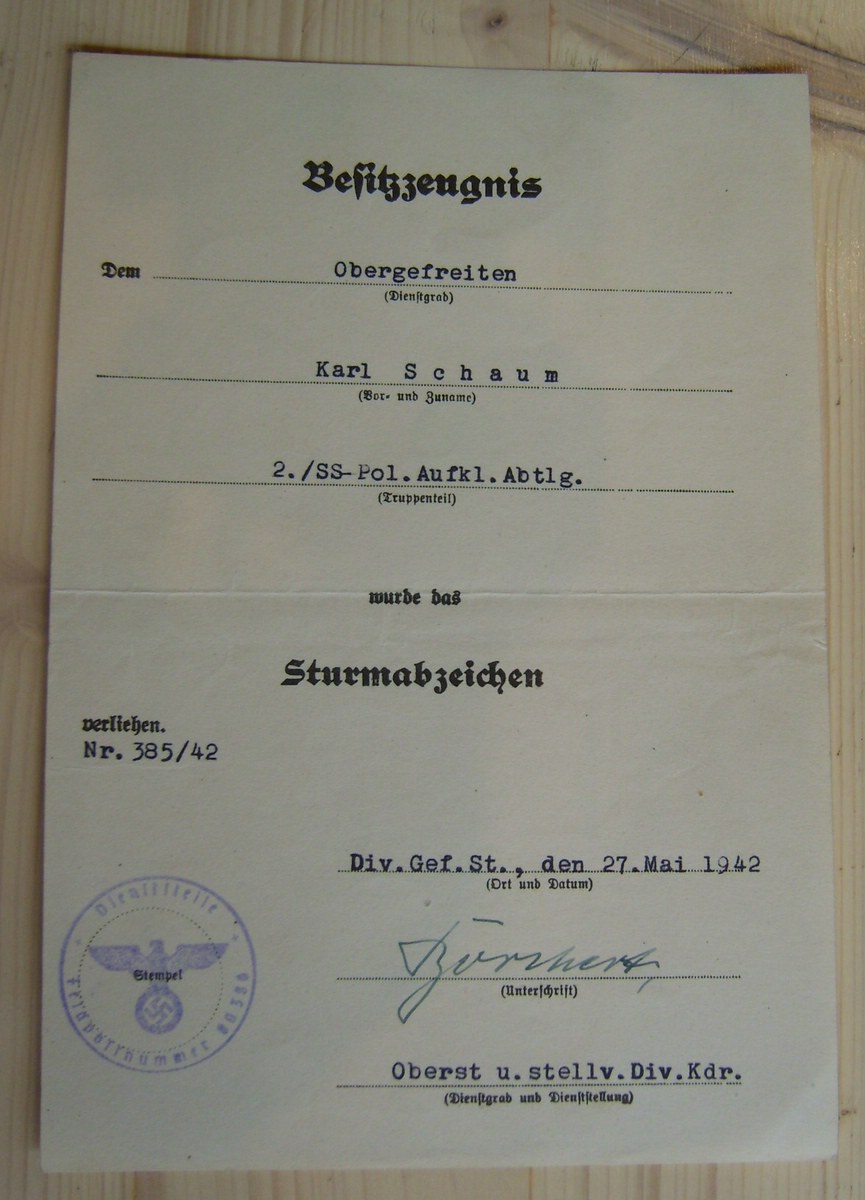 Besitzzeugnis
Dem Obergefreiten
(Dienstgrad)
Karl Schaum
(Vor- und Zuname)
2./SS-Pol.Aufkl.Abtlg.
(Truppenteil)
wurde das
Sturmabzeichen
verliehen.
Nr. 385/42
Div.Gef.St., den 27.Mai 1942
(Ort und Datum)
Dienststelle
Stempel
Feldpostnummer
(Unterschrift)
Oberst u.stellv.Div.Kdr.
(Dienstgrad und Dienststellung)